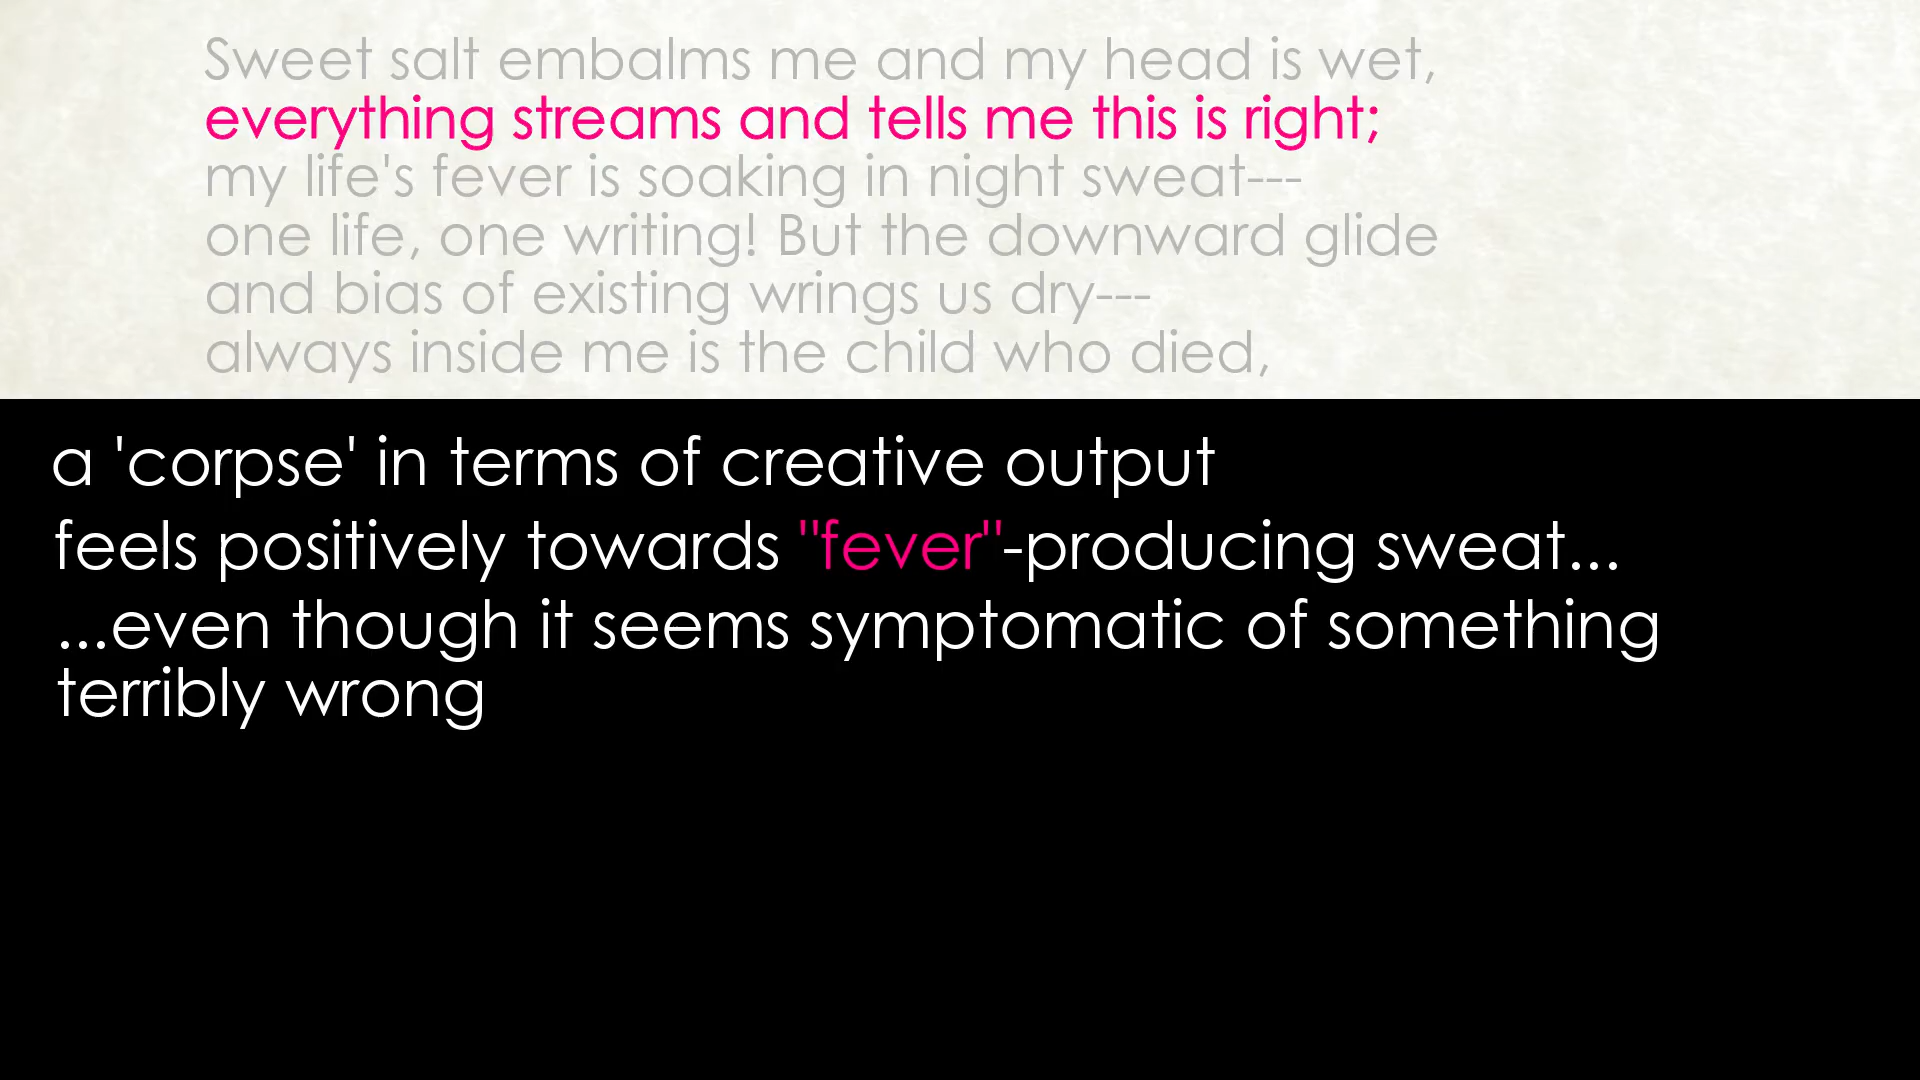 Sweet salt embalms me and my head is wet,
everything streams and tells me this is right;
my life's fever is soaking in night sweat---
one life, one writing! But the downward glide
and bias of existing wrings us dry---
always inside me is the child who died,
a 'corpse' in terms of creative output
feels positively towards "fever"-producing sweat...
...even though it seems symptomatic of something
terribly wrong